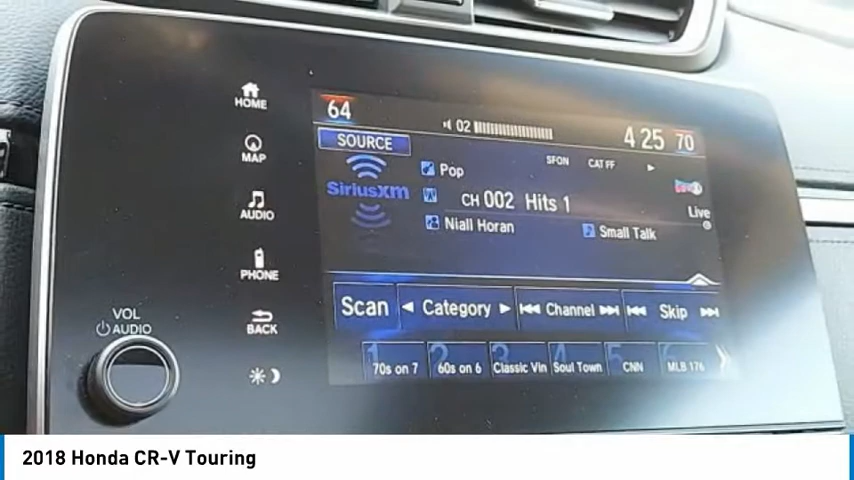 HOME
MAP
AUDIO
PHONE
BACK
VOL
AUDIO
64
02
4 25
70
SOURCE
SFON
CAT FF
Pop
SiriusXM
CH 002 Hits 1
Live
Niall Horan
Small Talk
Scan
Category
Channel
Skip
1 70s on 7
2 60s on 6
3 Classic Vin
4 Soul Town
5 CNN
6 MLB 176
2018 Honda CR-V Touring